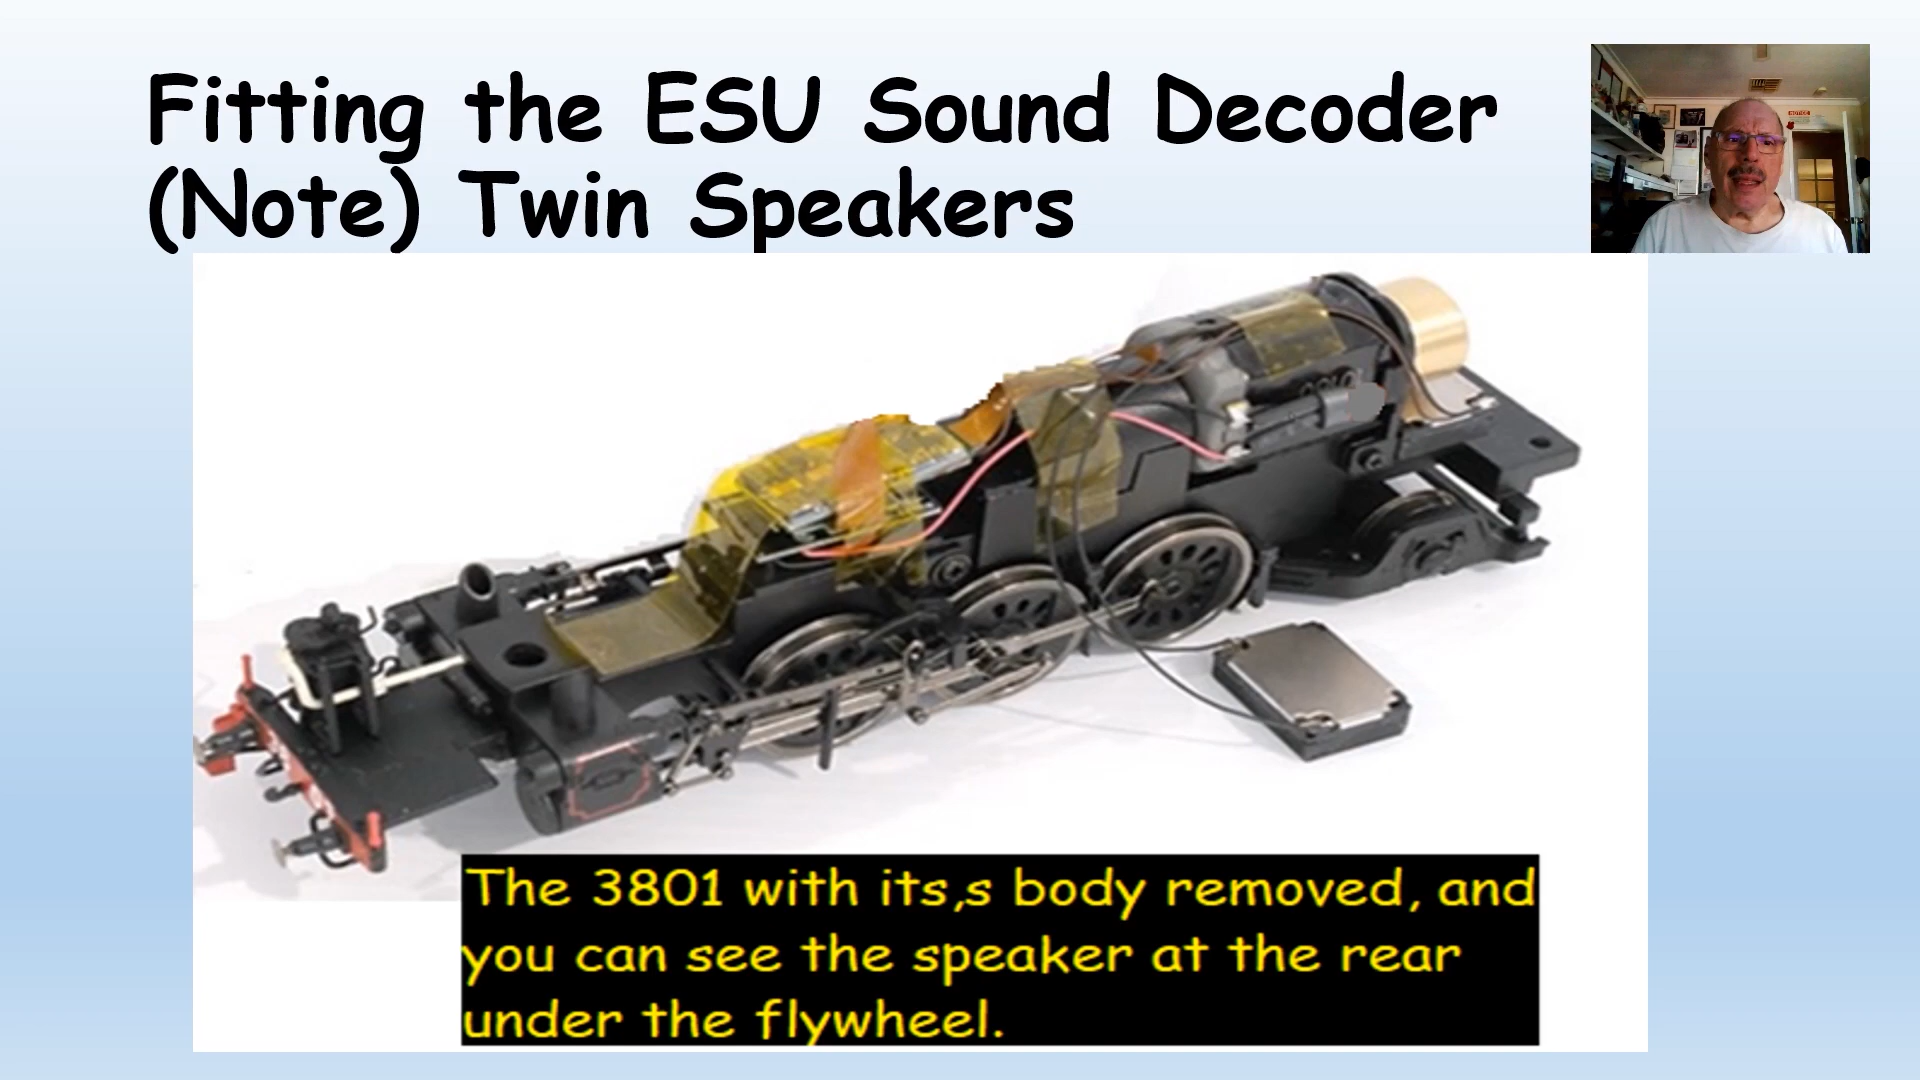 Fitting the ESU Sound Decoder
(Note) Twin Speakers
NOTICE
The 3801 with its,s body removed, and
you can see the speaker at the rear
under the flywheel.